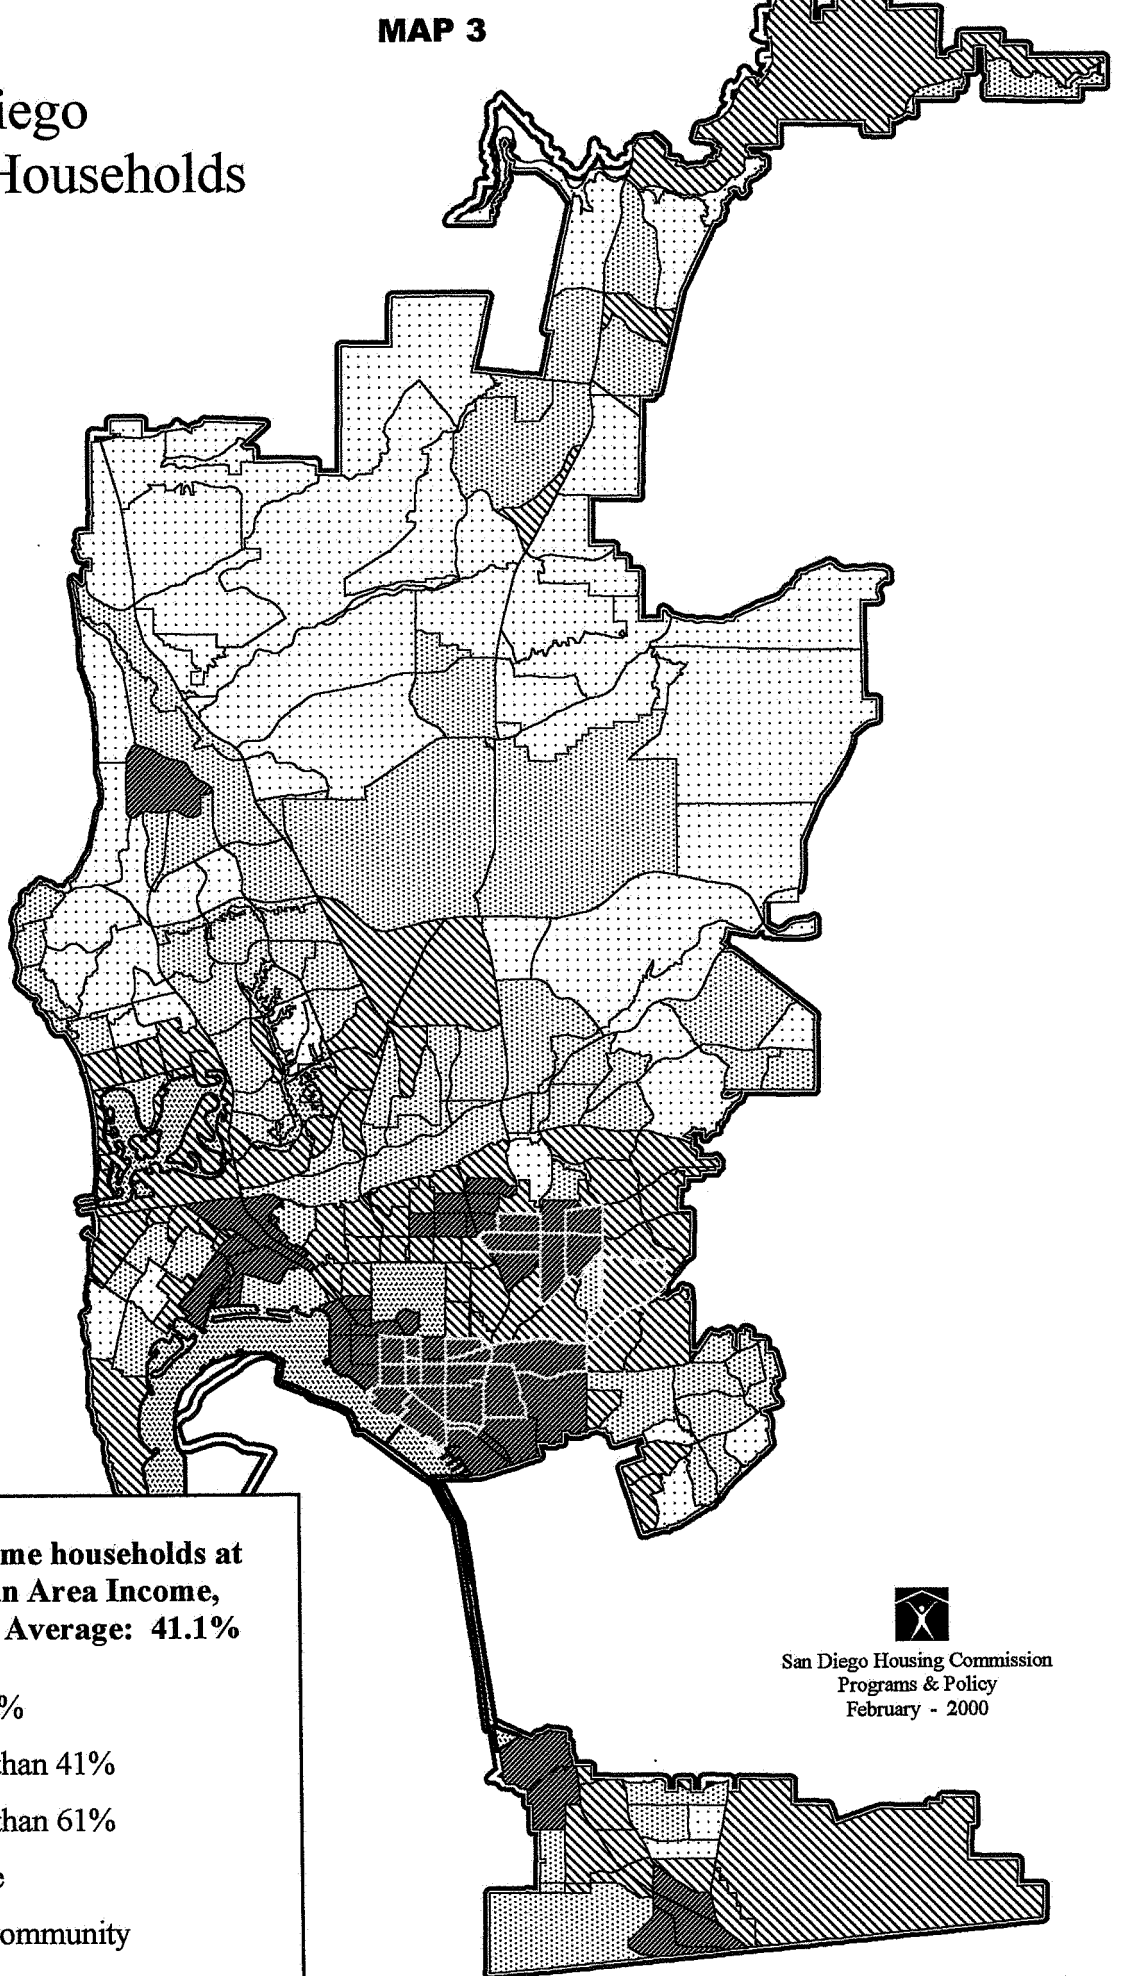 MAP 3
iego
Households
me households at
n Area Income,
Average: 41.1%
%
han 41%
than 61%
e
ommunity
San Diego Housing Commission
Programs & Policy
February - 2000